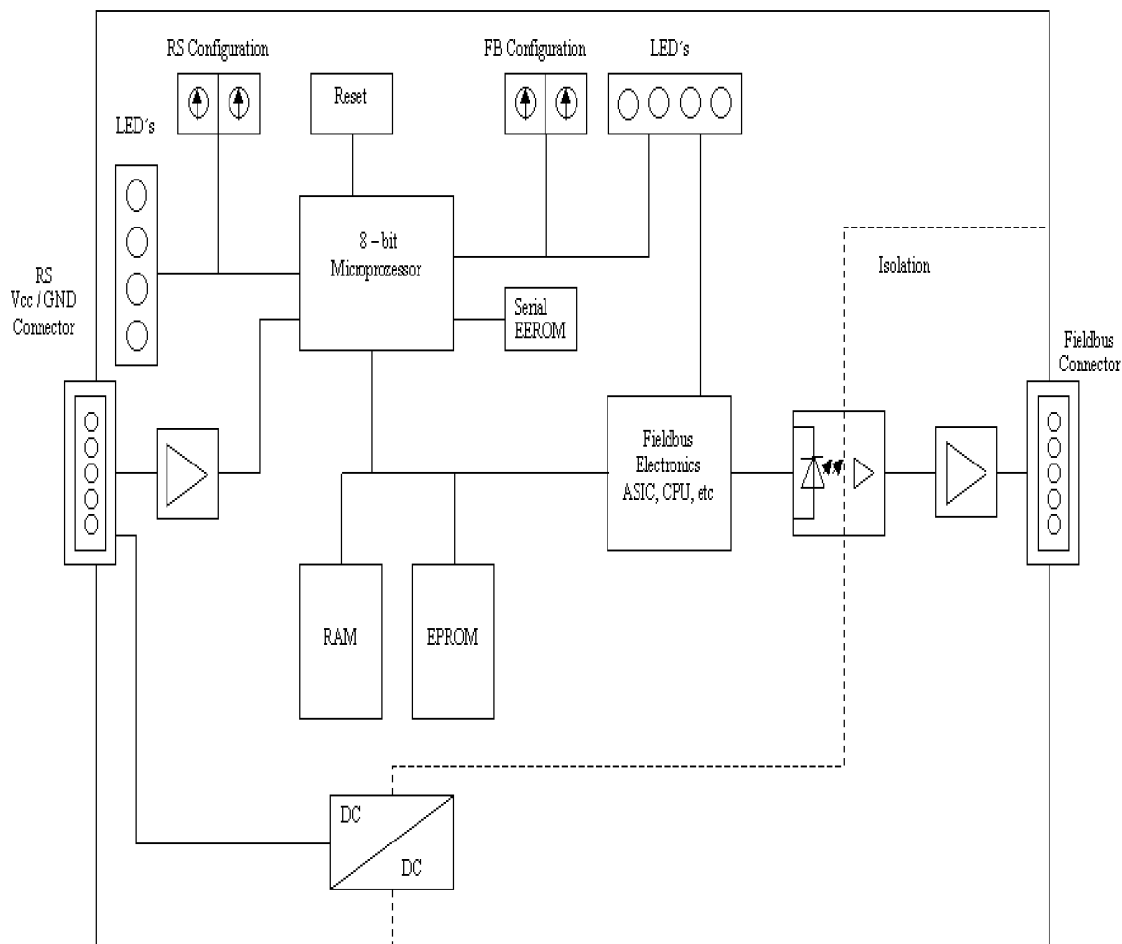 RS Configuration
FB Configuration
LED´s
Reset
LED´s
8 – bit
Microprozessor
Isolation
RS
Vcc / GND
Connector
Serial
EEROM
Fieldbus
Connector
Fieldbus
Electronics
ASIC, CPU, etc
RAM
EPROM
DC
DC